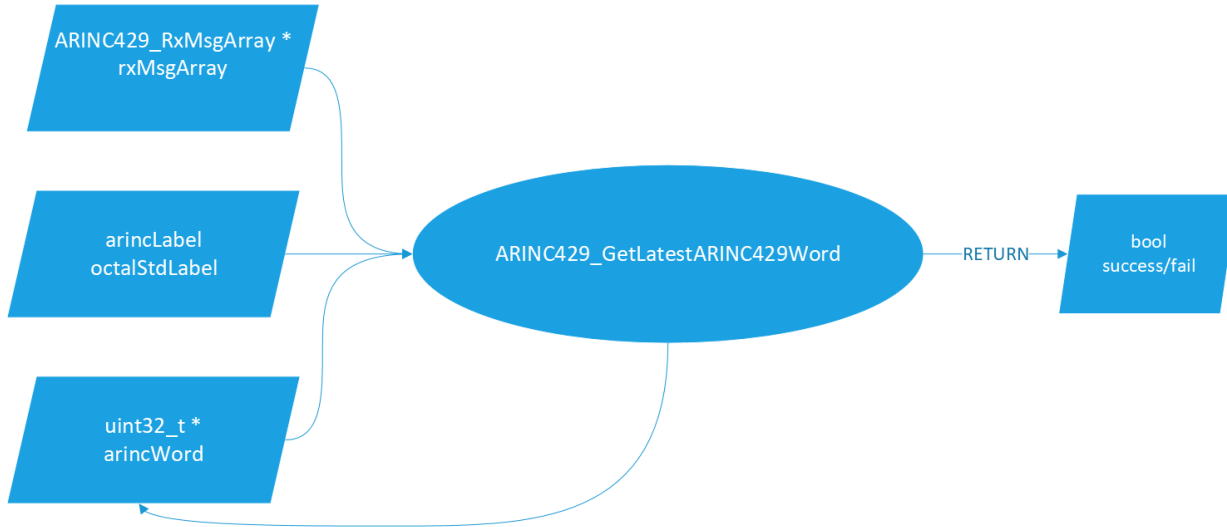 ARINC429_RxMsgArray *
rxMsgArray
arincLabel
octalStdLabel
uint32_t *
arincWord
ARINC429_GetLatestARINC429Word
RETURN
bool
success/fail